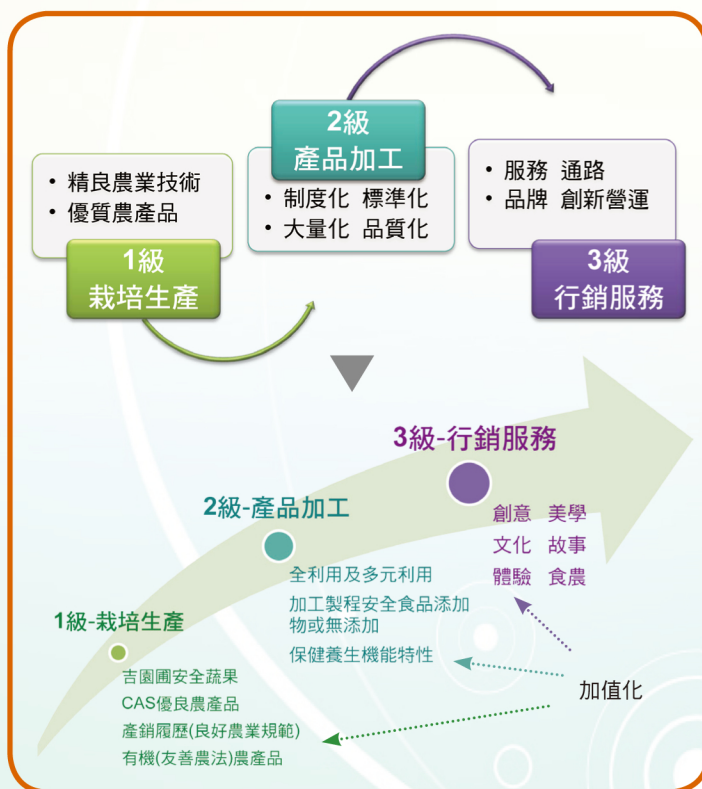 2級
產品加工
• 精良農業技術
• 優質農產品
1級
栽培生產
• 制度化 標準化
• 大量化 品質化
• 服務 通路
• 品牌 創新營運
3級
行銷服務
3級-行銷服務
創意 美學
文化 故事
體驗 食農
2級-產品加工
全利用及多元利用
加工製程安全食品添加
物或無添加
保健養生機能特性
1級-栽培生產
吉園圃安全蔬果
CAS優良農產品
產銷履歷(良好農業規範)
有機(友善農法)農產品
加值化